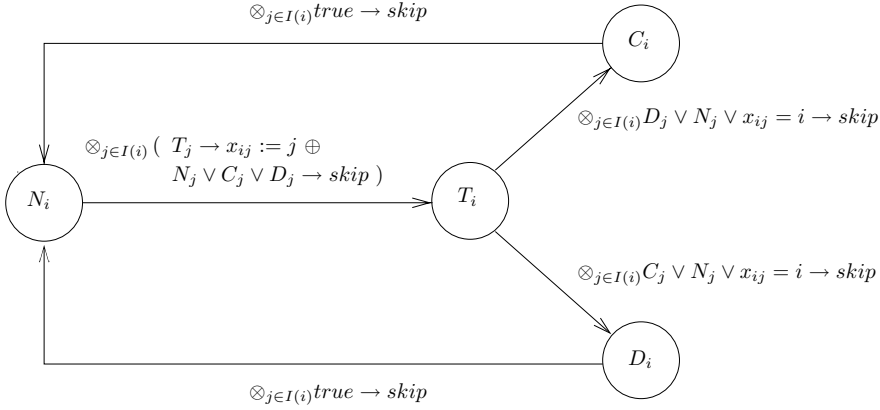 ⊗_{j∈I(i)} true → skip
C_i
⊗_{j∈I(i)} D_j ∨ N_j ∨ x_{ij} = i → skip
⊗_{j∈I(i)} ( T_j → x_{ij} := j ⊕
N_j ∨ C_j ∨ D_j → skip )
N_i
T_i
⊗_{j∈I(i)} C_j ∨ N_j ∨ x_{ij} = i → skip
D_i
⊗_{j∈I(i)} true → skip